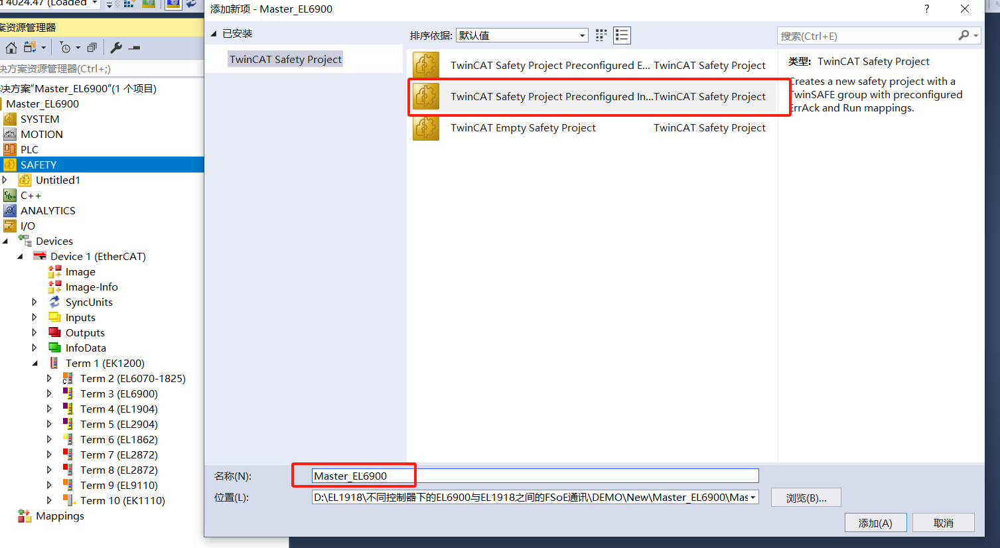 4024.47 (Loaded)
案资源管理器
决方案资源管理器(Ctrl+;)
决方案“Master_EL6900”(1 个项目)
Master_EL6900
SYSTEM
MOTION
PLC
SAFETY
Untitled1
C++
ANALYTICS
I/O
Devices
Device 1 (EtherCAT)
Image
Image-Info
SyncUnits
Inputs
Outputs
InfoData
Term 1 (EK1200)
Term 2 (EL6070-1825)
Term 3 (EL6900)
Term 4 (EL1904)
Term 5 (EL2904)
Term 6 (EL1862)
Term 7 (EL2872)
Term 8 (EL2872)
Term 9 (EL9110)
Term 10 (EK1110)
Mappings
添加新项 - Master_EL6900
?
已安装
TwinCAT Safety Project
排序依据: 默认值
搜索(Ctrl+E)
TwinCAT Safety Project Preconfigured E... TwinCAT Safety Project
TwinCAT Safety Project Preconfigured In...TwinCAT Safety Project
TwinCAT Empty Safety Project TwinCAT Safety Project
类型: TwinCAT Safety Project
Creates a new safety project with a
TwinSAFE group with preconfigured
ErrAck and Run mappings.
名称(N): Master_EL6900
位置(L): D:\EL1918\不同控制器下的EL6900与EL1918之间的FSoE通讯\DEMO\New\Master_EL6900\Mas
浏览(B)...
添加(A) 取消